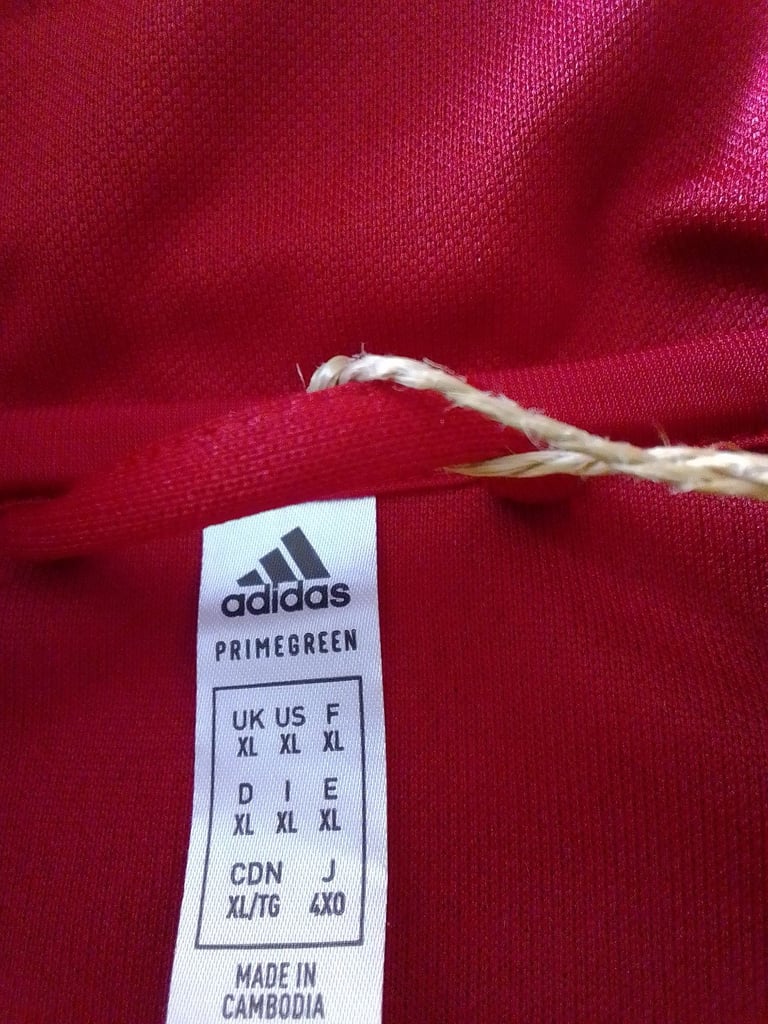 adidas
PRIMEGREEN
UK US F
XL XL XL
D I E
XL XL XL
CDN J
XL/TG 4XO
MADE IN
CAMBODIA